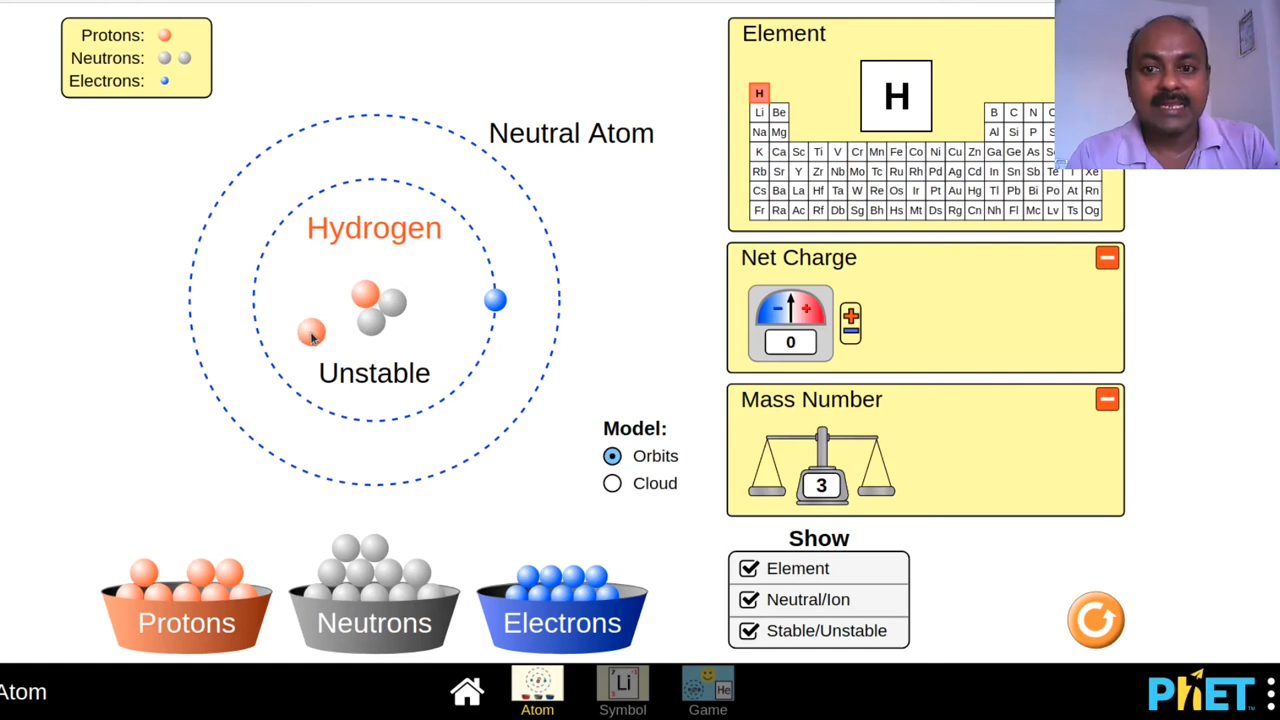 Protons:
Neutrons:
Electrons:
Neutral Atom
Hydrogen
Unstable
Model:
Orbits
Cloud
Protons
Neutrons
Electrons
Element
H
H
Li Be B C N
Na Mg Al Si P
K Ca Sc Ti V Cr Mn Fe Co Ni Cu Zn Ga Ge As
Rb Sr Y Zr Nb Mo Tc Ru Rh Pd Ag Cd In Sn Sb Te I Xe
Cs Ba La Hf Ta W Re Os Ir Pt Au Hg Tl Pb Bi Po At Rn
Fr Ra Ac Rf Db Sg Bh Hs Mt Ds Rg Cn Nh Fl Mc Lv Ts Og
Net Charge
- +
0
Mass Number
3
Show
Element
Neutral/Ion
Stable/Unstable
Atom
Atom
Li
Symbol
He
Game
PhET